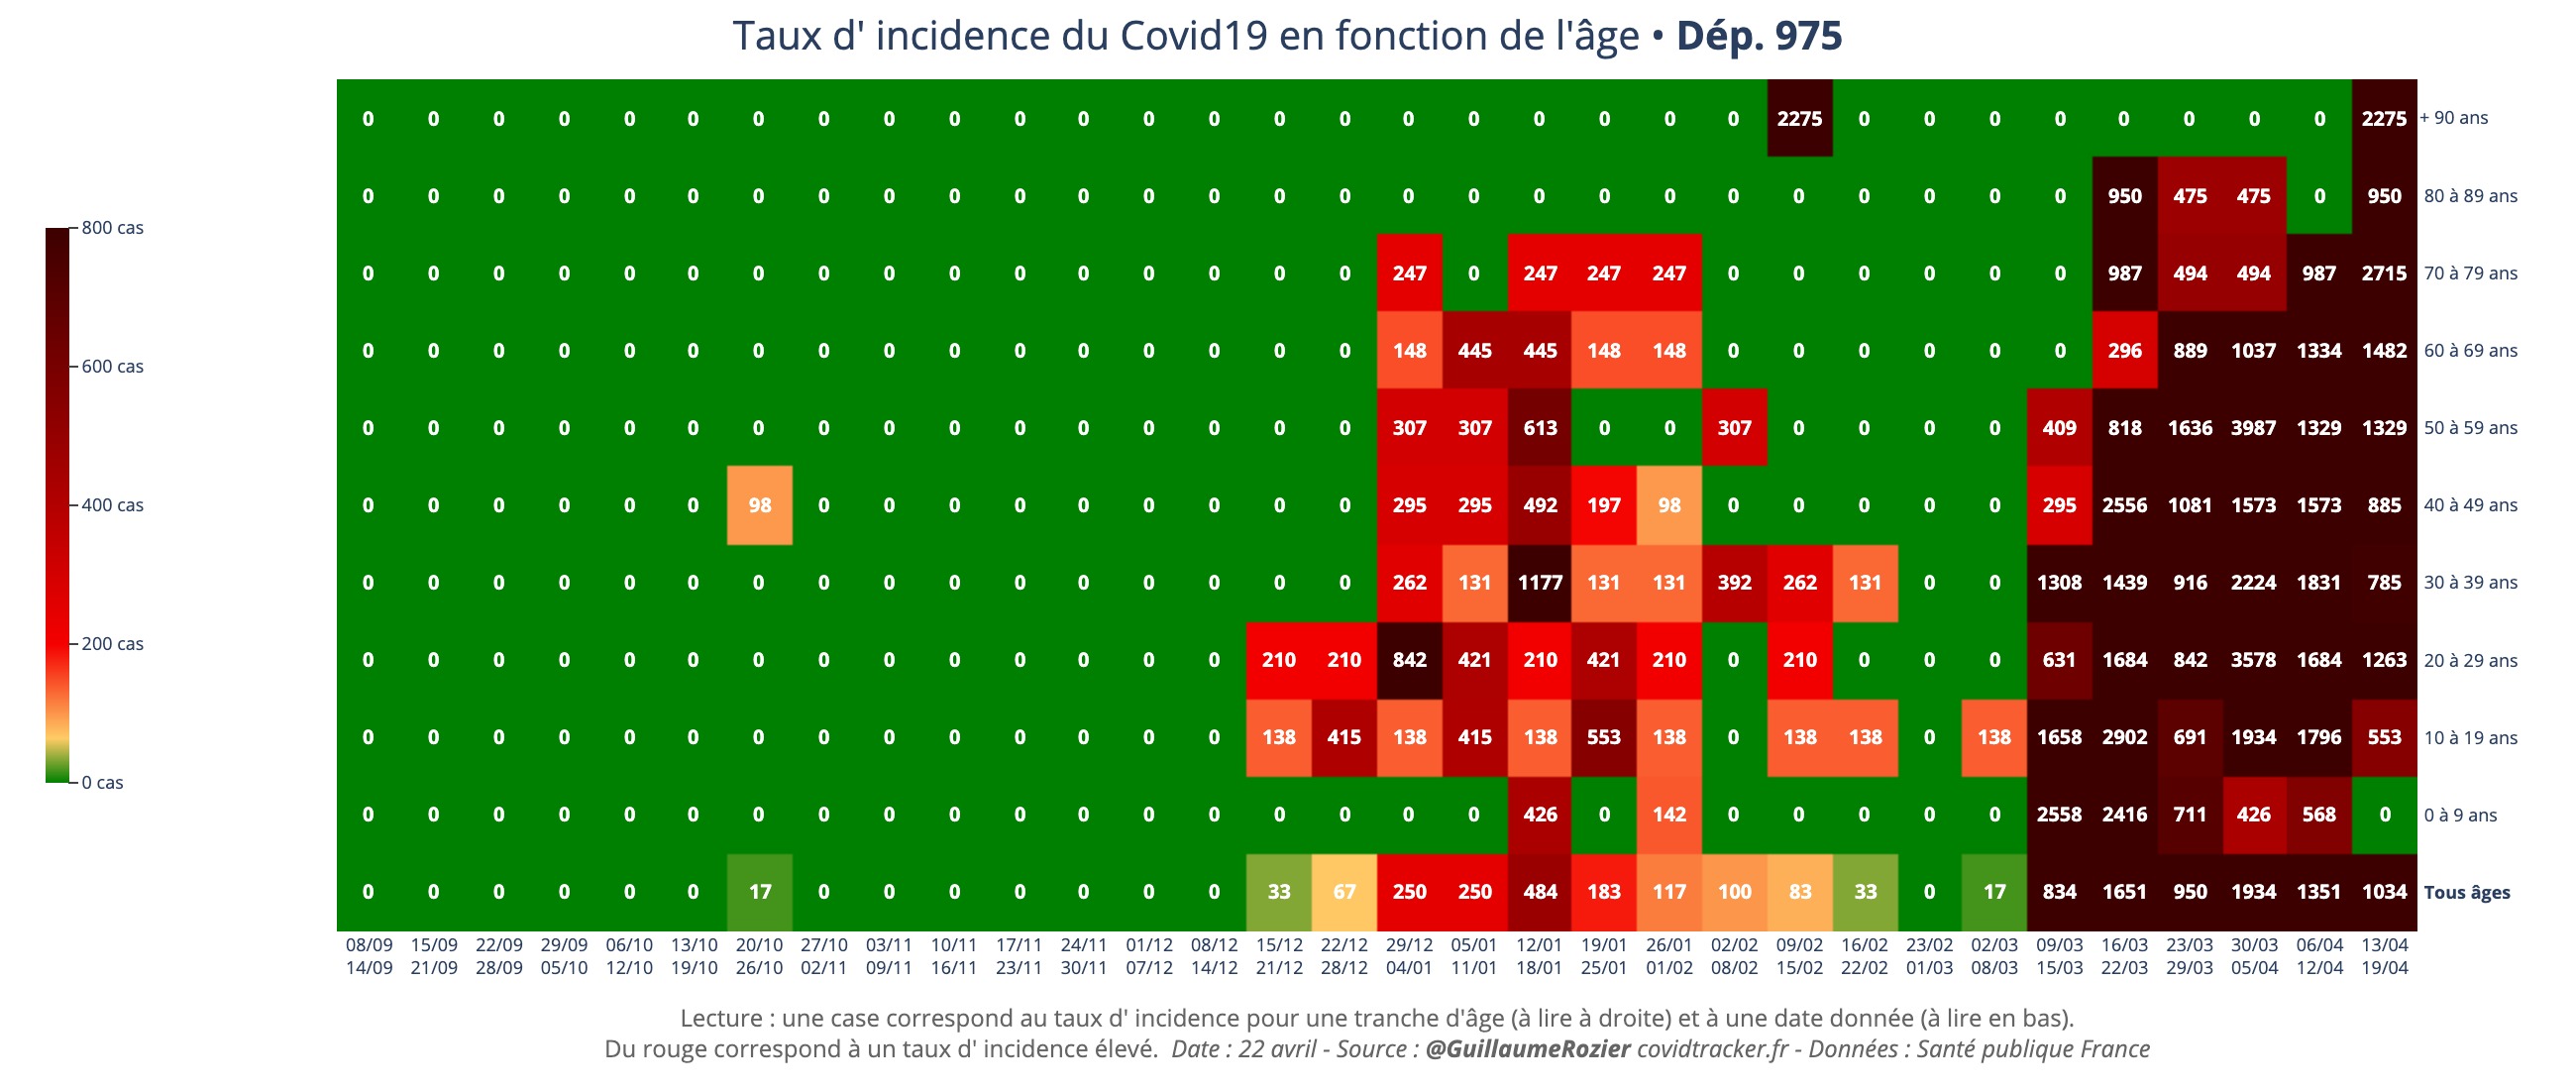 Taux d' incidence du Covid19 en fonction de l'âge • Dép. 975
800 cas
600 cas
400 cas
200 cas
0 cas
0 0 0 0 0 0 0 0 0 0 0 0 0 0 0 0 0 0 0 0 0 0 2275 0 0 0 0 0 0 0 0 2275 + 90 ans
0 0 0 0 0 0 0 0 0 0 0 0 0 0 0 0 0 0 0 0 0 0 0 0 0 0 0 950 475 475 0 950 80 à 89 ans
0 0 0 0 0 0 0 0 0 0 0 0 0 0 0 0 247 0 247 247 247 0 0 0 0 0 0 987 494 494 987 2715 70 à 79 ans
0 0 0 0 0 0 0 0 0 0 0 0 0 0 0 0 148 445 445 148 148 0 0 0 0 0 0 296 889 1037 1334 1482 60 à 69 ans
0 0 0 0 0 0 0 0 0 0 0 0 0 0 0 0 307 307 613 0 0 307 0 0 0 0 409 818 1636 3987 1329 1329 50 à 59 ans
0 0 0 0 0 0 98 0 0 0 0 0 0 0 0 0 295 295 492 197 98 0 0 0 0 0 295 2556 1081 1573 1573 885 40 à 49 ans
0 0 0 0 0 0 0 0 0 0 0 0 0 0 0 0 262 131 1177 131 131 392 262 131 0 0 1308 1439 916 2224 1831 785 30 à 39 ans
0 0 0 0 0 0 0 0 0 0 0 0 0 0 210 210 842 421 210 421 210 0 210 0 0 0 631 1684 842 3578 1684 1263 20 à 29 ans
0 0 0 0 0 0 0 0 0 0 0 0 0 0 138 415 138 415 138 553 138 0 138 138 0 138 1658 2902 691 1934 1796 553 10 à 19 ans
0 0 0 0 0 0 0 0 0 0 0 0 0 0 0 0 0 0 426 0 142 0 0 0 0 0 2558 2416 711 426 568 0 0 à 9 ans
0 0 0 0 0 0 17 0 0 0 0 0 0 0 33 67 250 250 484 183 117 100 83 33 0 17 834 1651 950 1934 1351 1034 Tous âges
08/09 15/09 22/09 29/09 06/10 13/10 20/10 27/10 03/11 10/11 17/11 24/11 01/12 08/12 15/12 22/12 29/12 05/01 12/01 19/01 26/01 02/02 09/02 16/02 23/02 02/03 09/03 16/03 23/03 30/03 06/04 13/04
14/09 21/09 28/09 05/10 12/10 19/10 26/10 02/11 09/11 16/11 23/11 30/11 07/12 14/12 21/12 28/12 04/01 11/01 18/01 25/01 01/02 08/02 15/02 22/02 01/03 08/03 15/03 22/03 29/03 05/04 12/04 19/04
Lecture : une case correspond au taux d' incidence pour une tranche d'âge (à lire à droite) et à une date donnée (à lire en bas).
Du rouge correspond à un taux d' incidence élevé. Date : 22 avril - Source : @GuillaumeRozier covidtracker.fr - Données : Santé publique France